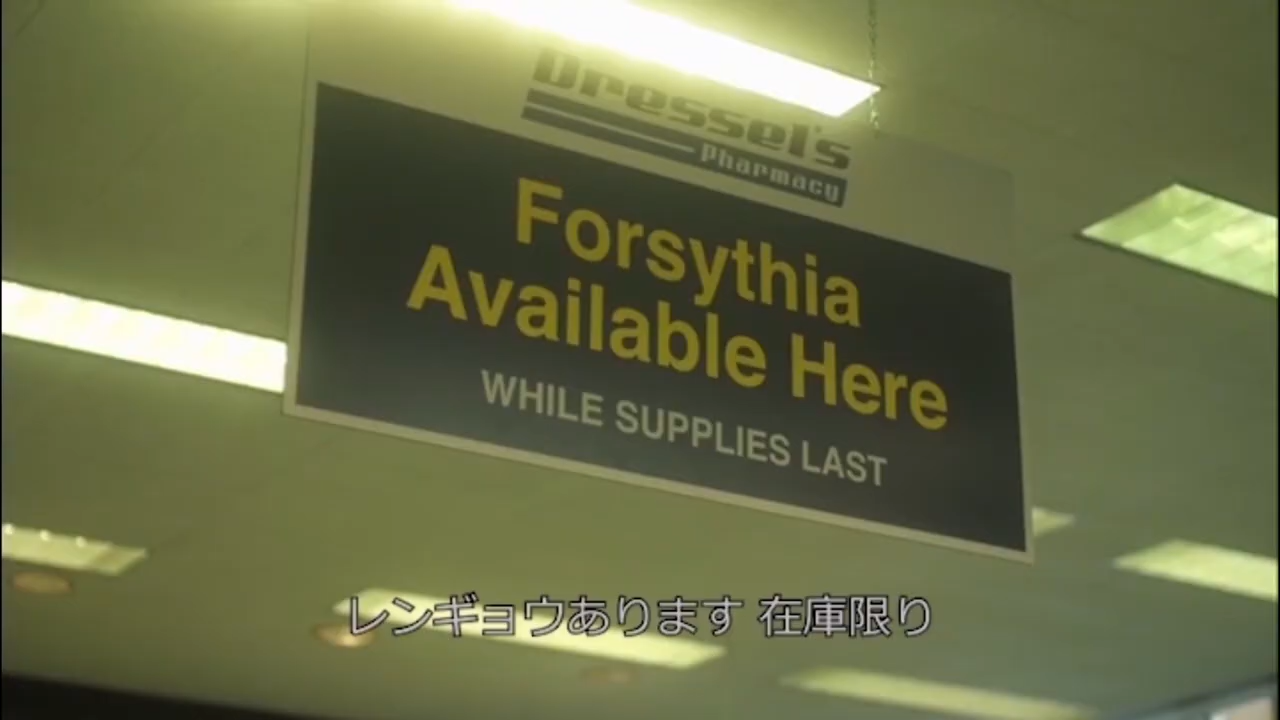 Dressel's
pharmacy
Forsythia
Available Here
WHILE SUPPLIES LAST
レンギョウあります 在庫限り